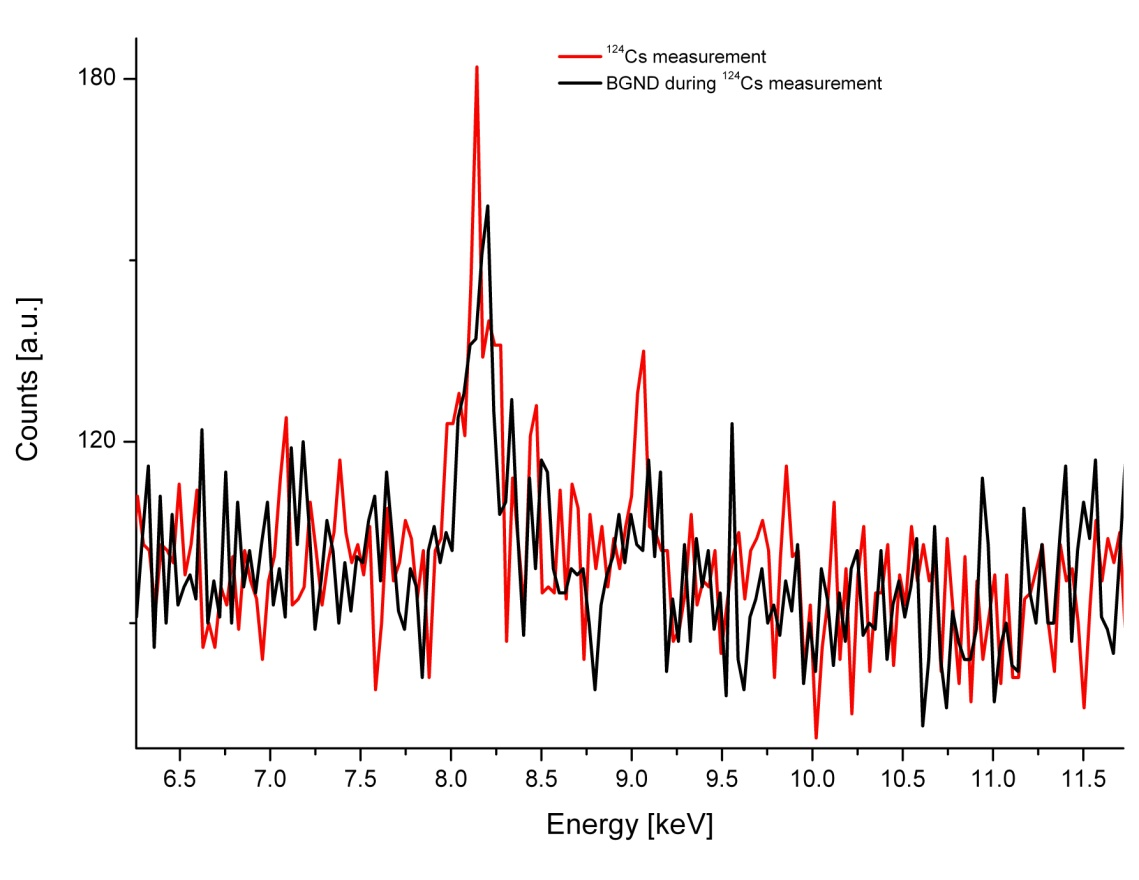 180
120
Counts [a.u.]
¹²⁴Cs measurement
BGND during ¹²⁴Cs measurement
6.5 7.0 7.5 8.0 8.5 9.0 9.5 10.0 10.5 11.0 11.5
Energy [keV]